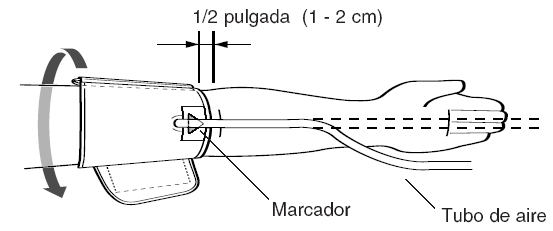 1/2 pulgada (1 - 2 cm)
Marcador
Tubo de aire